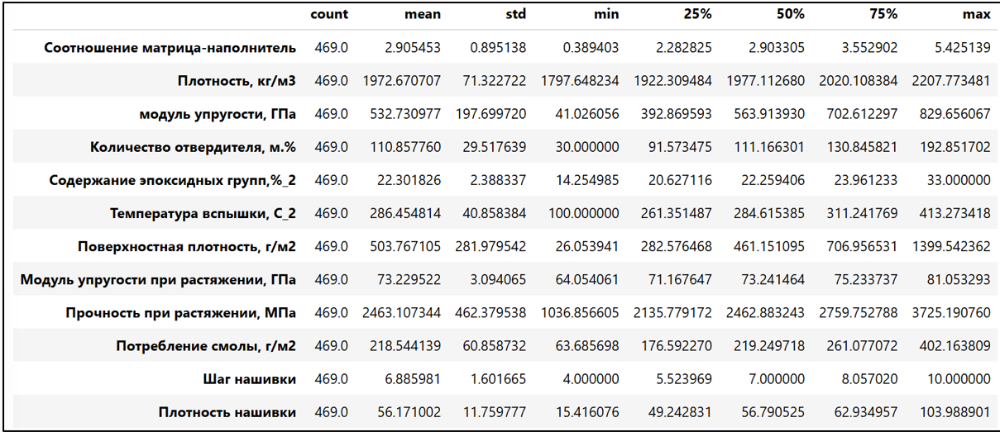 count mean std min 25% 50% 75% max
Соотношение матрица-наполнитель 469.0 2.905453 0.895138 0.389403 2.282825 2.903305 3.552902 5.425139
Плотность, кг/м3 469.0 1972.670707 71.322722 1797.648234 1922.309484 1977.112680 2020.108384 2207.773481
модуль упругости, ГПа 469.0 532.730977 197.699720 41.026056 392.869593 563.913930 702.612297 829.656067
Количество отвердителя, м.% 469.0 110.857760 29.517639 30.000000 91.573475 111.166301 130.845821 192.851702
Содержание эпоксидных групп,%_2 469.0 22.301826 2.388337 14.254985 20.627116 22.259406 23.961233 33.000000
Температура вспышки, С_2 469.0 286.454814 40.858384 100.000000 261.351487 284.615385 311.241769 413.273418
Поверхностная плотность, г/м2 469.0 503.767105 281.979542 26.053941 282.576468 461.151095 706.956531 1399.542362
Модуль упругости при растяжении, ГПа 469.0 73.229522 3.094065 64.054061 71.167647 73.241464 75.233737 81.053293
Прочность при растяжении, МПа 469.0 2463.107344 462.379538 1036.856605 2135.779172 2462.883243 2759.752788 3725.190760
Потребление смолы, г/м2 469.0 218.544139 60.858732 63.685698 176.592270 219.249718 261.077072 402.163809
Шаг нашивки 469.0 6.885981 1.601665 4.000000 5.523969 7.000000 8.057020 10.000000
Плотность нашивки 469.0 56.171002 11.759777 15.416076 49.242831 56.790525 62.934957 103.988901